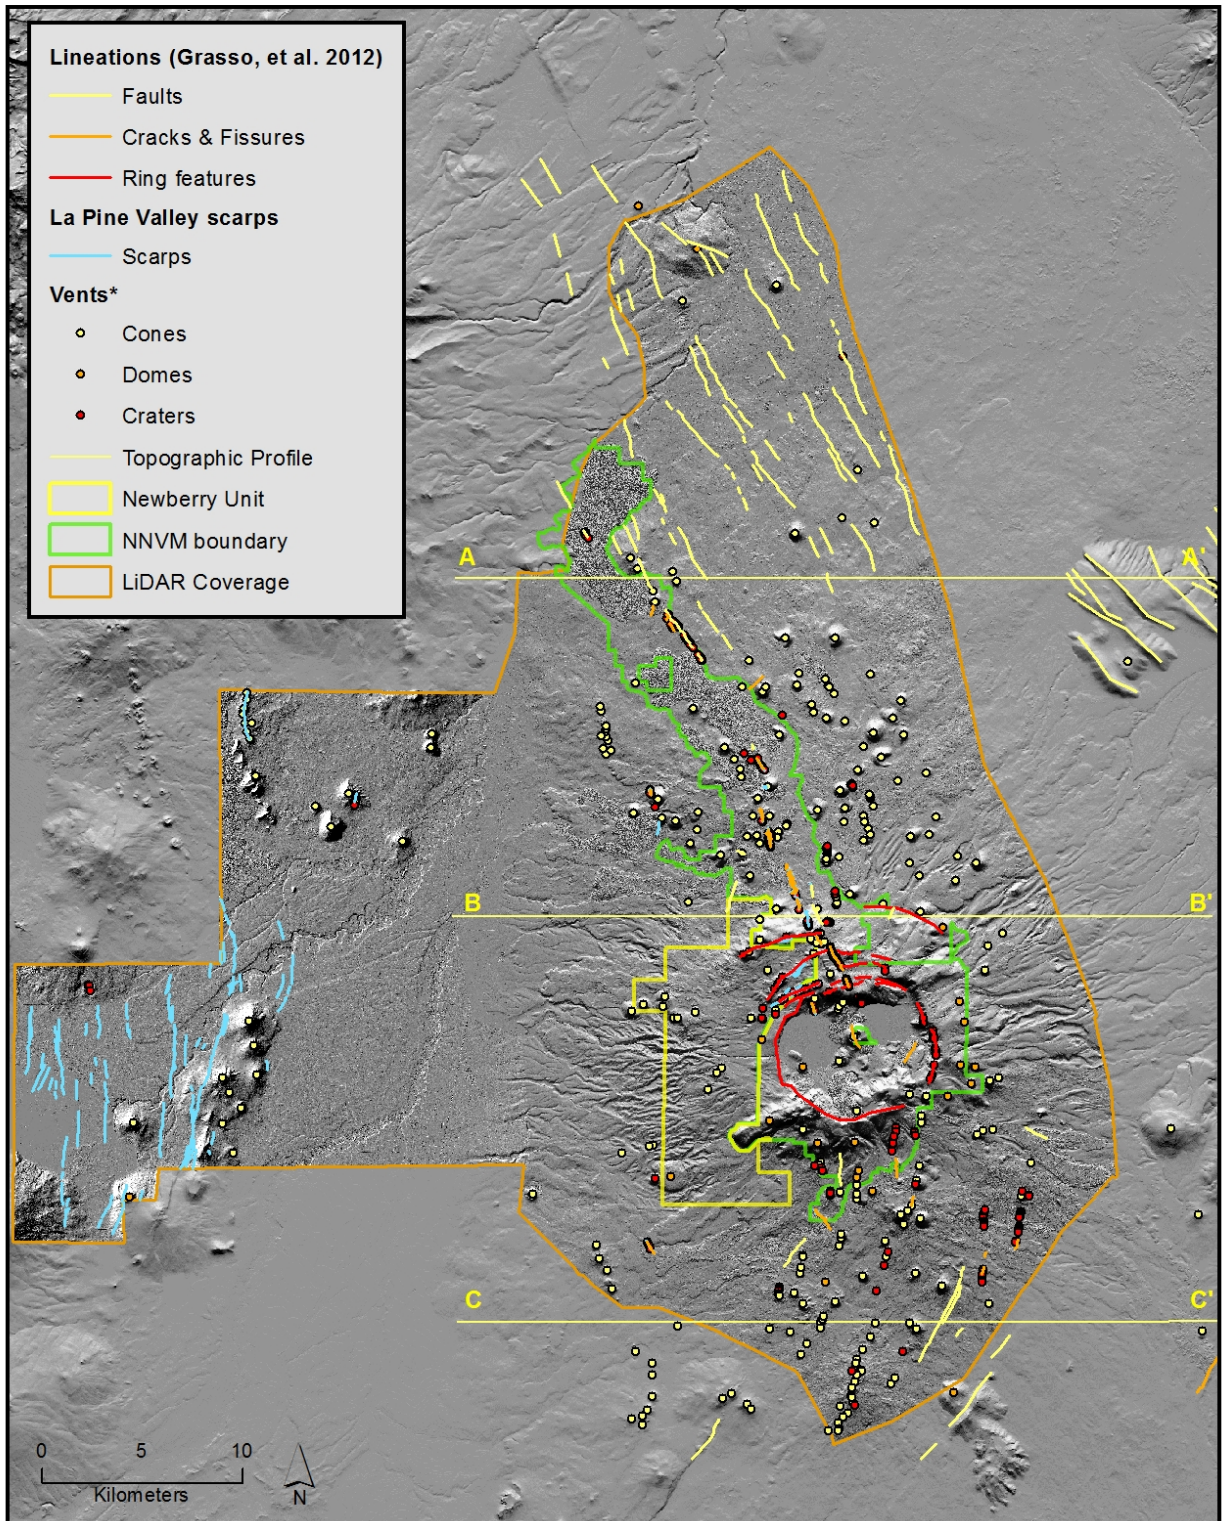 Lineations (Grasso, et al. 2012)
Faults
Cracks & Fissures
Ring features
La Pine Valley scarps
Scarps
Vents*
Cones
Domes
Craters
Topographic Profile
Newberry Unit
NNVM boundary
LiDAR Coverage
A A'
B B'
C C'
0 5 10
Kilometers
N